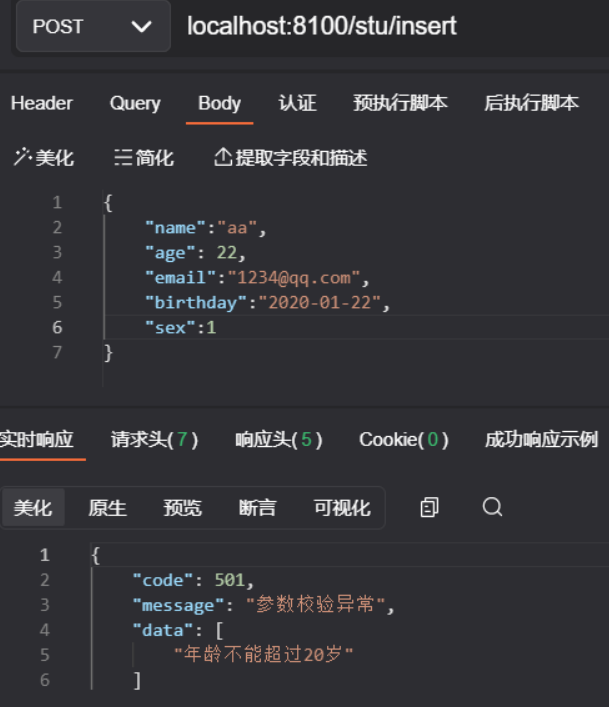 POST localhost:8100/stu/insert
Header Query Body 认证 预执行脚本 后执行脚本
美化 简化 提取字段和描述
1 {
2 "name":"aa",
3 "age": 22,
4 "email":"1234@qq.com",
5 "birthday":"2020-01-22",
6 "sex":1
7 }
实时响应 请求头(7) 响应头(5) Cookie(0) 成功响应示例
美化 原生 预览 断言 可视化
1 {
2 "code": 501,
3 "message": "参数校验异常",
4 "data": [
5 "年龄不能超过20岁"
6 ]